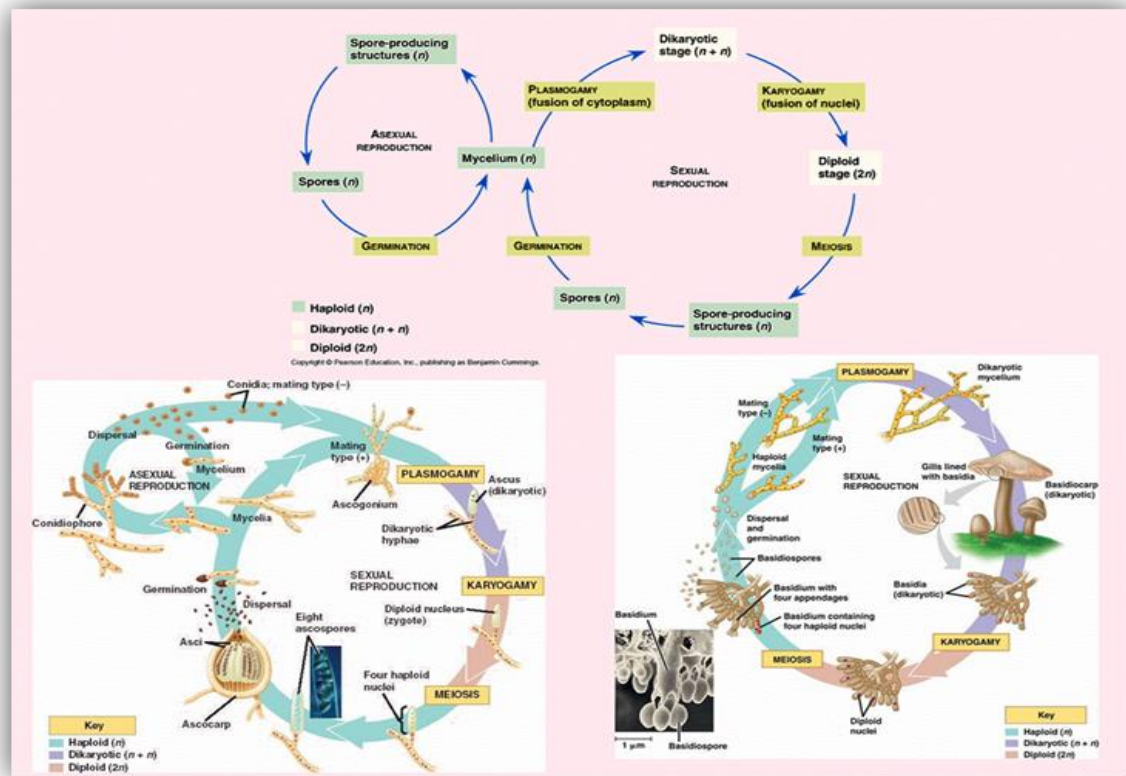 Spore-producing
structures (n)
Dikaryotic
stage (n + n)
PLASMOGAMY
(fusion of cytoplasm)
KARYOGAMY
(fusion of nuclei)
ASEXUAL
REPRODUCTION
Mycelium (n)
SEXUAL
REPRODUCTION
Diploid
stage (2n)
Spores (n)
GERMINATION
GERMINATION
MEIOSIS
Spores (n)
Spore-producing
structures (n)
Haploid (n)
Dikaryotic (n + n)
Diploid (2n)
Copyright © Pearson Education, Inc., publishing as Benjamin Cummings.
Conidia; mating type (–)
Dispersal
Germination
Mycelium
ASEXUAL
REPRODUCTION
Conidiophore
Mycelia
Mating
type (+)
Ascogonium
PLASMOGAMY
Ascus
(dikaryotic)
Dikaryotic
hyphae
SEXUAL
REPRODUCTION
KARYOGAMY
Germination
Dispersal
Diploid nucleus
(zygote)
Asci
Eight
ascospores
Four haploid
nuclei
MEIOSIS
Ascocarp
Key
Haploid (n)
Dikaryotic (n + n)
Diploid (2n)
PLASMOGAMY
Dikaryotic
mycelium
Mating
type (–)
Mating
type (+)
Haploid
mycelia
SEXUAL
REPRODUCTION
Gills lined
with basidia
Basidiocarp
(dikaryotic)
Dispersal
and
germination
Basidiospores
Basidium with
four appendages
Basidium containing
four haploid nuclei
Basidia
(dikaryotic)
Basidium
KARYOGAMY
MEIOSIS
Diploid
nuclei
1 µm
Basidiospore
Key
Haploid (n)
Dikaryotic (n + n)
Diploid (2n)